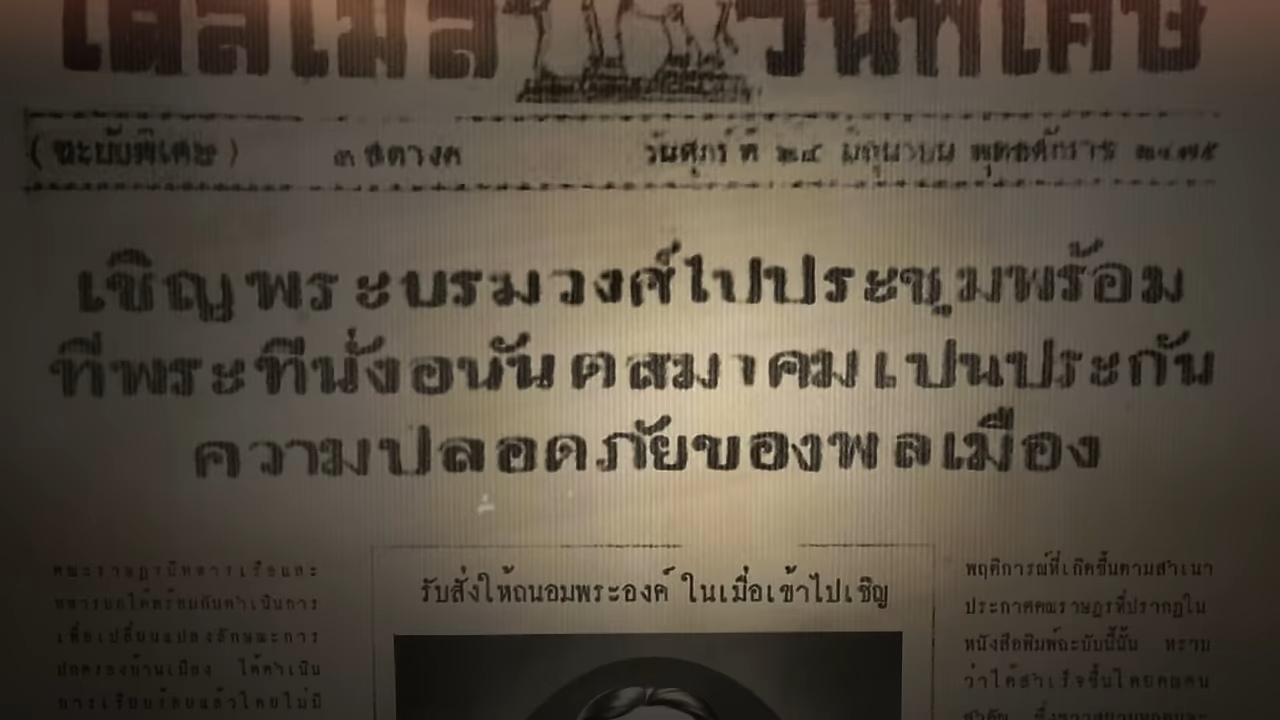 เดลิเมล์ วันพิเศษ
(ฉะบับพิเศษ) ๓ สตางค์ วันศุกร์ ที่ ๒๔ มิถุนายน พุทธศักราช ๒๔๗๕
เชิญพระบรมวงศ์ไปประชุมพร้อม
ที่พระที่นั่งอนันตสมาคมเปนประกัน
ความปลอดภัยของพลเมือง
รับสั่งให้ถนอมพระองค์ ในเมื่อเข้าไปเชิญ
คณะราษฎรมีทหารเรือและ
ทหารบกได้พร้อมกันดำเนินการ
เพื่อเปลี่ยนแปลงลักษณะการ
ปกครองบ้านเมือง ได้ดำเนิน
การเรียบร้อยแล้วโดยไม่มี
พฤติการณ์ที่เกิดขึ้นตามสำเนา
ประกาศคณราษฎรที่ปรากฏใน
หนังสือพิมพ์ฉะบับนี้นั้น ทราบ
ว่าได้สำเร็จขึ้นโดยคณคน